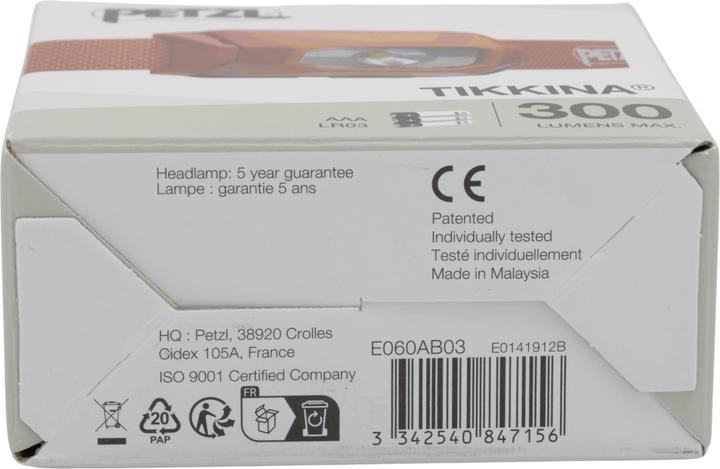 PETZL
PETZL
TIKKINA®
AAA
LR03
300
LUMENS MAX.
Headlamp: 5 year guarantee
Lampe : garantie 5 ans
CE
Patented
Individually tested
Testé individuellement
Made in Malaysia
HQ : Petzl, 38920 Crolles
Cidex 105A, France
ISO 9001 Certified Company
E060AB03 E0141912B
20
PAP
FR
3 342540 847156